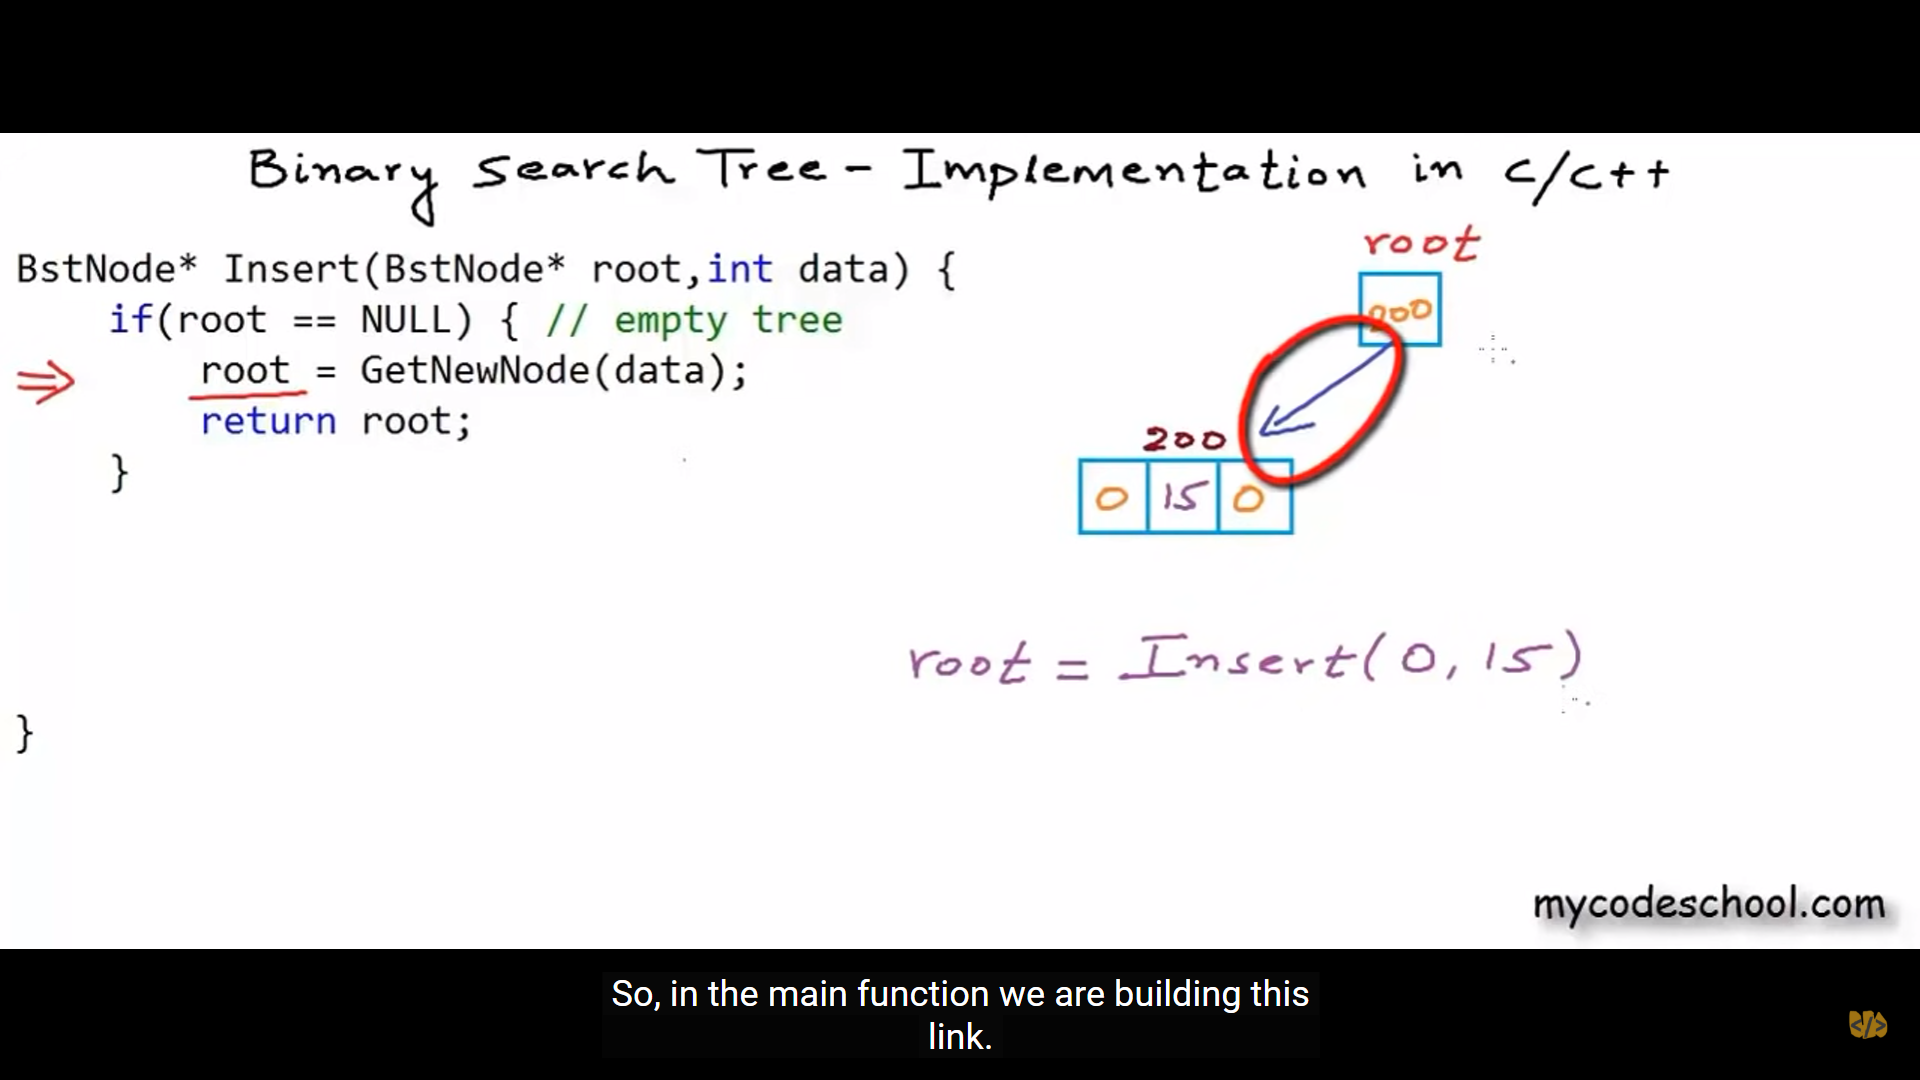 Binary Search Tree - Implementation in C/C++
BstNode* Insert(BstNode* root,int data) {
if(root == NULL) { // empty tree
root = GetNewNode(data);
return root;
}
}
root
200
200
0 15 0
root = Insert(0, 15)
mycodeschool.com
So, in the main function we are building this
link.